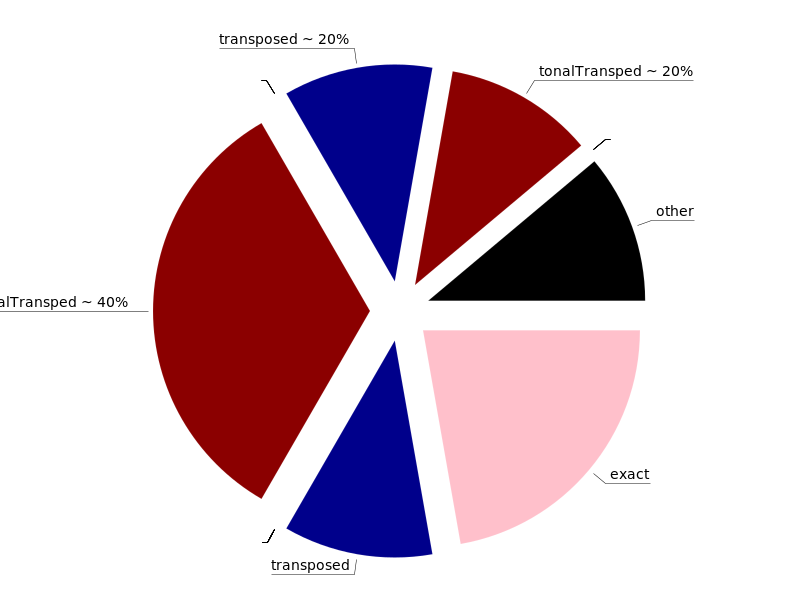 transposed ~ 20%
tonalTransped ~ 20%
other
alTransped ~ 40%
exact
transposed